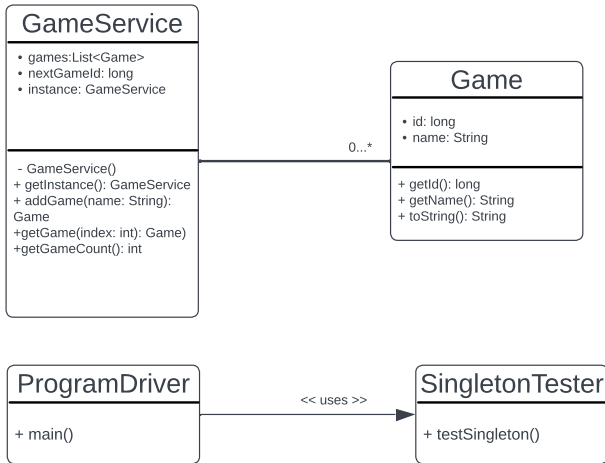 GameService
• games:List<Game>
• nextGameId: long
• instance: GameService
- GameService()
+ getInstance(): GameService
+ addGame(name: String):
Game
+getGame(index: int): Game)
+getGameCount(): int
0...*
Game
• id: long
• name: String
+ getId(): long
+ getName(): String
+ toString(): String
ProgramDriver
+ main()
<< uses >>
SingletonTester
+ testSingleton()